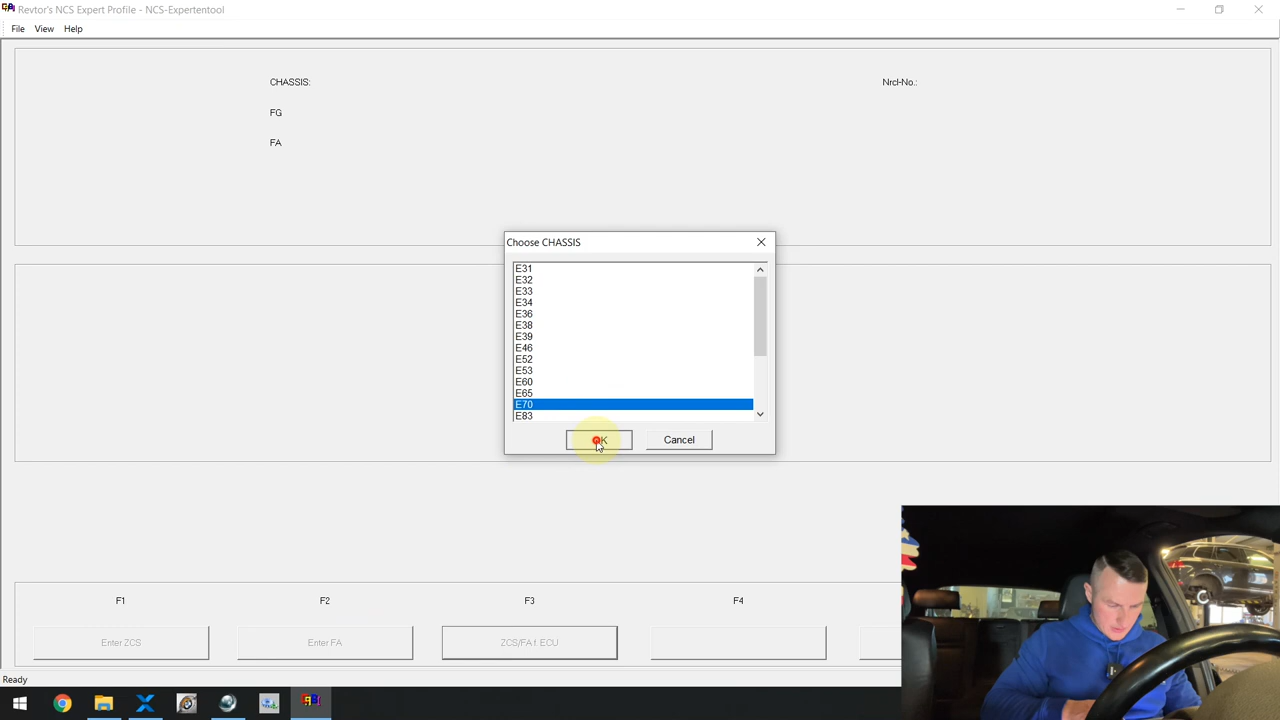 Revtor's NCS Expert Profile - NCS-Expertentool
File View Help
CHASSIS:
Nrcl-No.:
FG
FA
Choose CHASSIS
E31
E32
E33
E34
E36
E38
E39
E46
E52
E53
E60
E65
E70
E83
OK Cancel
F1 F2 F3 F4
Enter ZCS Enter FA ZCS/FA f. ECU
Ready